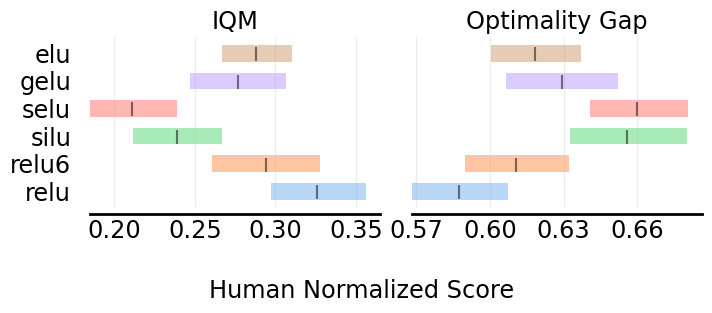 IQM Optimality Gap
elu
gelu
selu
silu
relu6
relu
0.20 0.25 0.30 0.35 0.57 0.60 0.63 0.66
Human Normalized Score